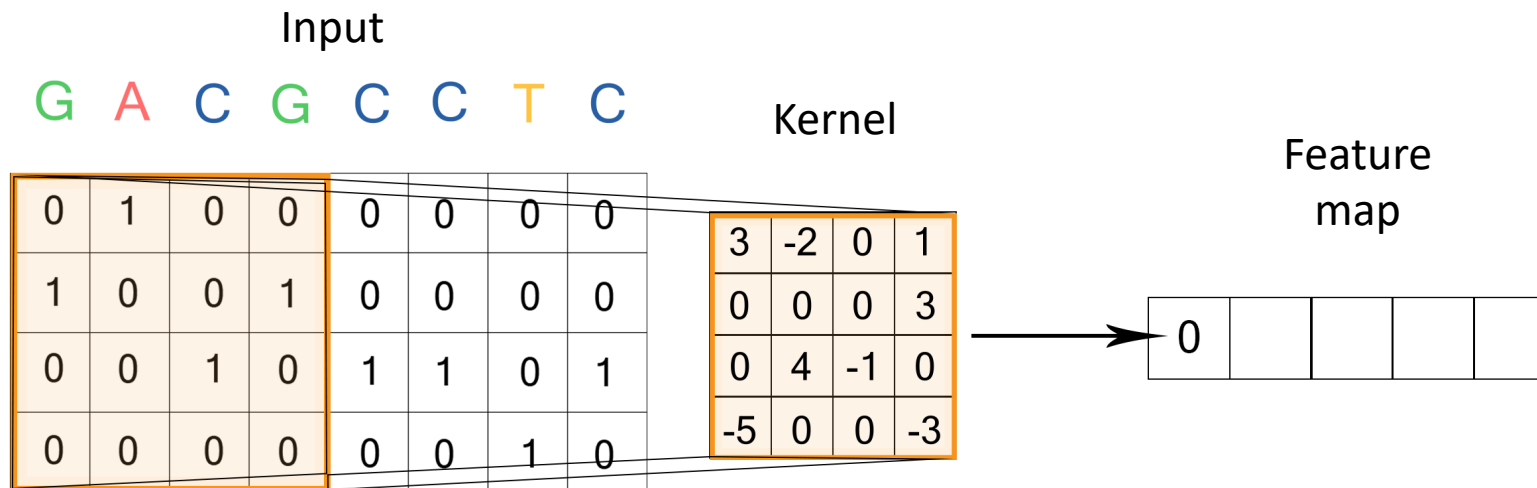 Input
G A C G C C T C
Kernel
Feature
map
0 1 0 0 0 0 0 0
1 0 0 1 0 0 0 0
0 0 1 0 1 1 0 1
0 0 0 0 0 0 1 0
3 -2 0 1
0 0 0 3
0 4 -1 0
-5 0 0 -3
0